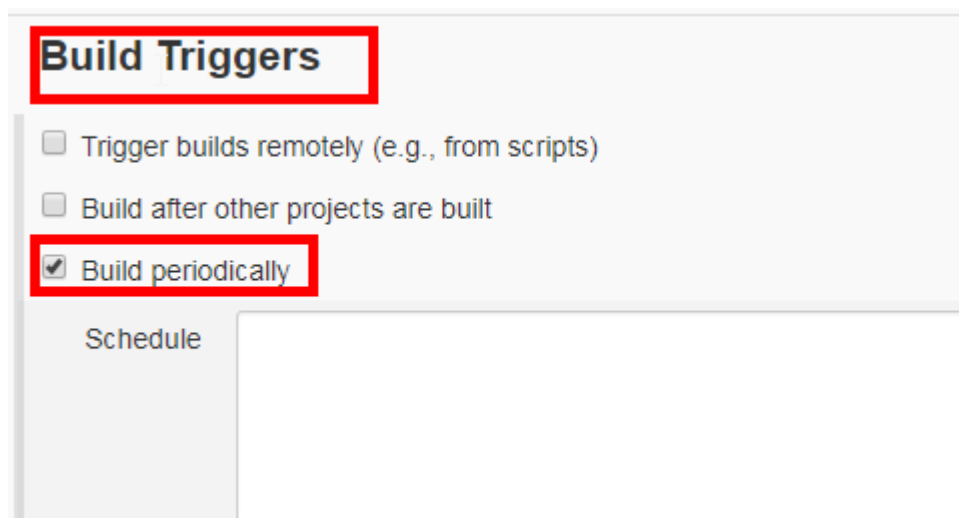 Build Triggers
Trigger builds remotely (e.g., from scripts)
Build after other projects are built
Build periodically
Schedule